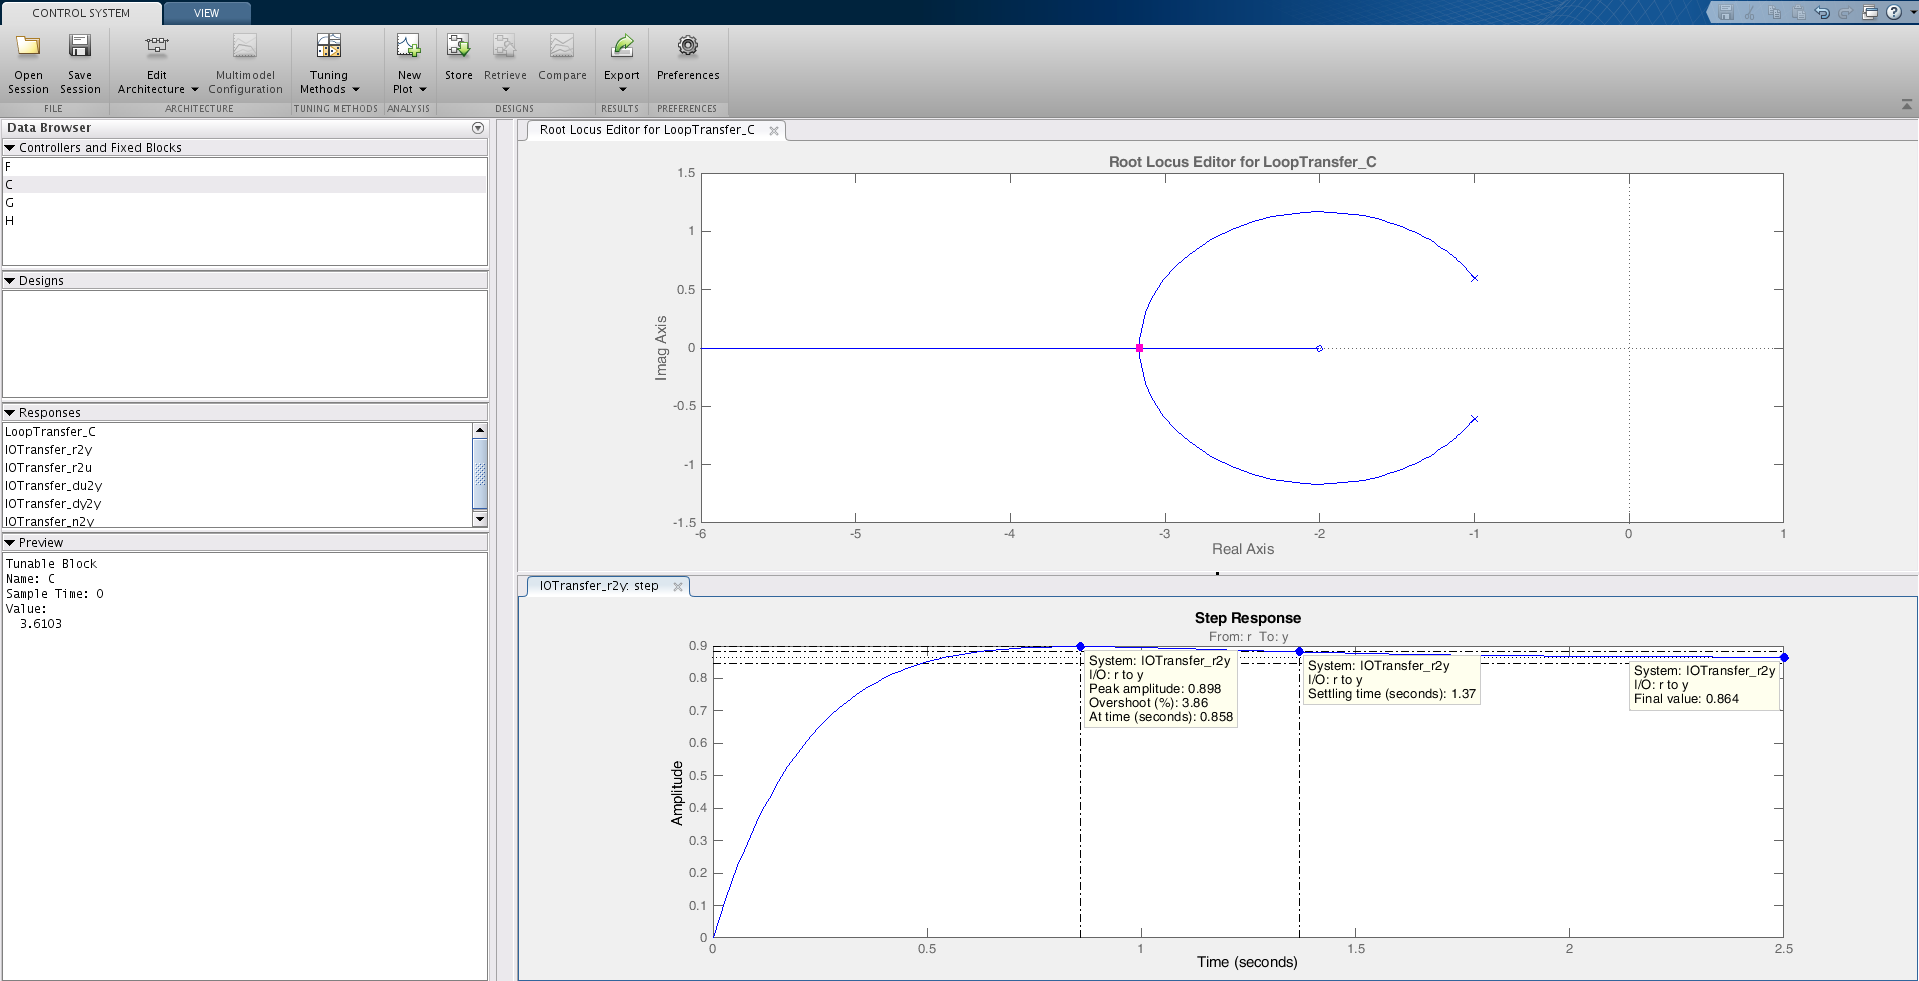 CONTROL SYSTEM
VIEW
Open Session
Save Session
Edit Architecture
Multimodel Configuration
Tuning Methods
New Plot
Store
Retrieve
Compare
Export
Preferences
FILE
ARCHITECTURE
TUNING METHODS
ANALYSIS
DESIGNS
RESULTS
PREFERENCES
Data Browser
Controllers and Fixed Blocks
F
C
G
H
Designs
Responses
LoopTransfer_C
IOTransfer_r2y
IOTransfer_r2u
IOTransfer_du2y
IOTransfer_dy2y
IOTransfer_n2y
Preview
Tunable Block
Name: C
Sample Time: 0
Value:
3.6103
Root Locus Editor for LoopTransfer_C
Root Locus Editor for LoopTransfer_C
1.5
1
0.5
0
-0.5
-1
-1.5
Imag Axis
-6 -5 -4 -3 -2 -1 0 1
Real Axis
IOTransfer_r2y: step
Step Response
From: r To: y
0.9
0.8
0.7
0.6
0.5
0.4
0.3
0.2
0.1
0
Amplitude
System: IOTransfer_r2y
I/O: r to y
Peak amplitude: 0.898
Overshoot (%): 3.86
At time (seconds): 0.858
System: IOTransfer_r2y
I/O: r to y
Settling time (seconds): 1.37
System: IOTransfer_r2y
I/O: r to y
Final value: 0.864
0 0.5 1 1.5 2 2.5
Time (seconds)